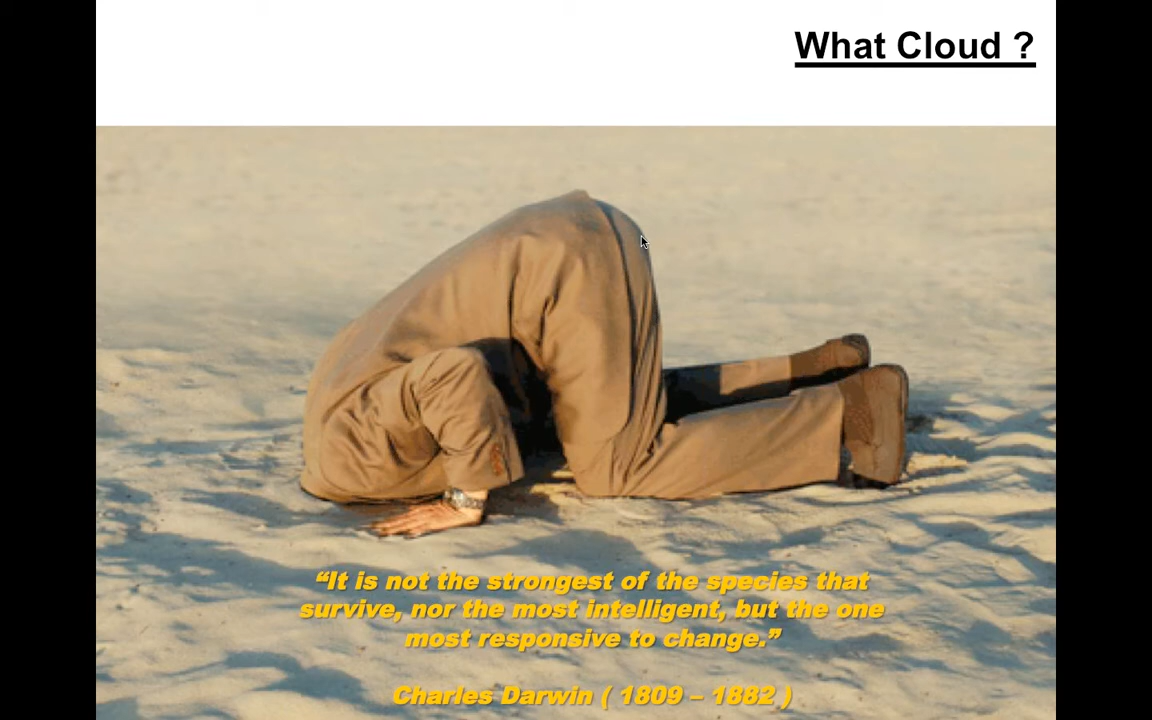 What Cloud ?
“It is not the strongest of the species that
survive, nor the most intelligent, but the one
most responsive to change.”
Charles Darwin ( 1809 – 1882 )